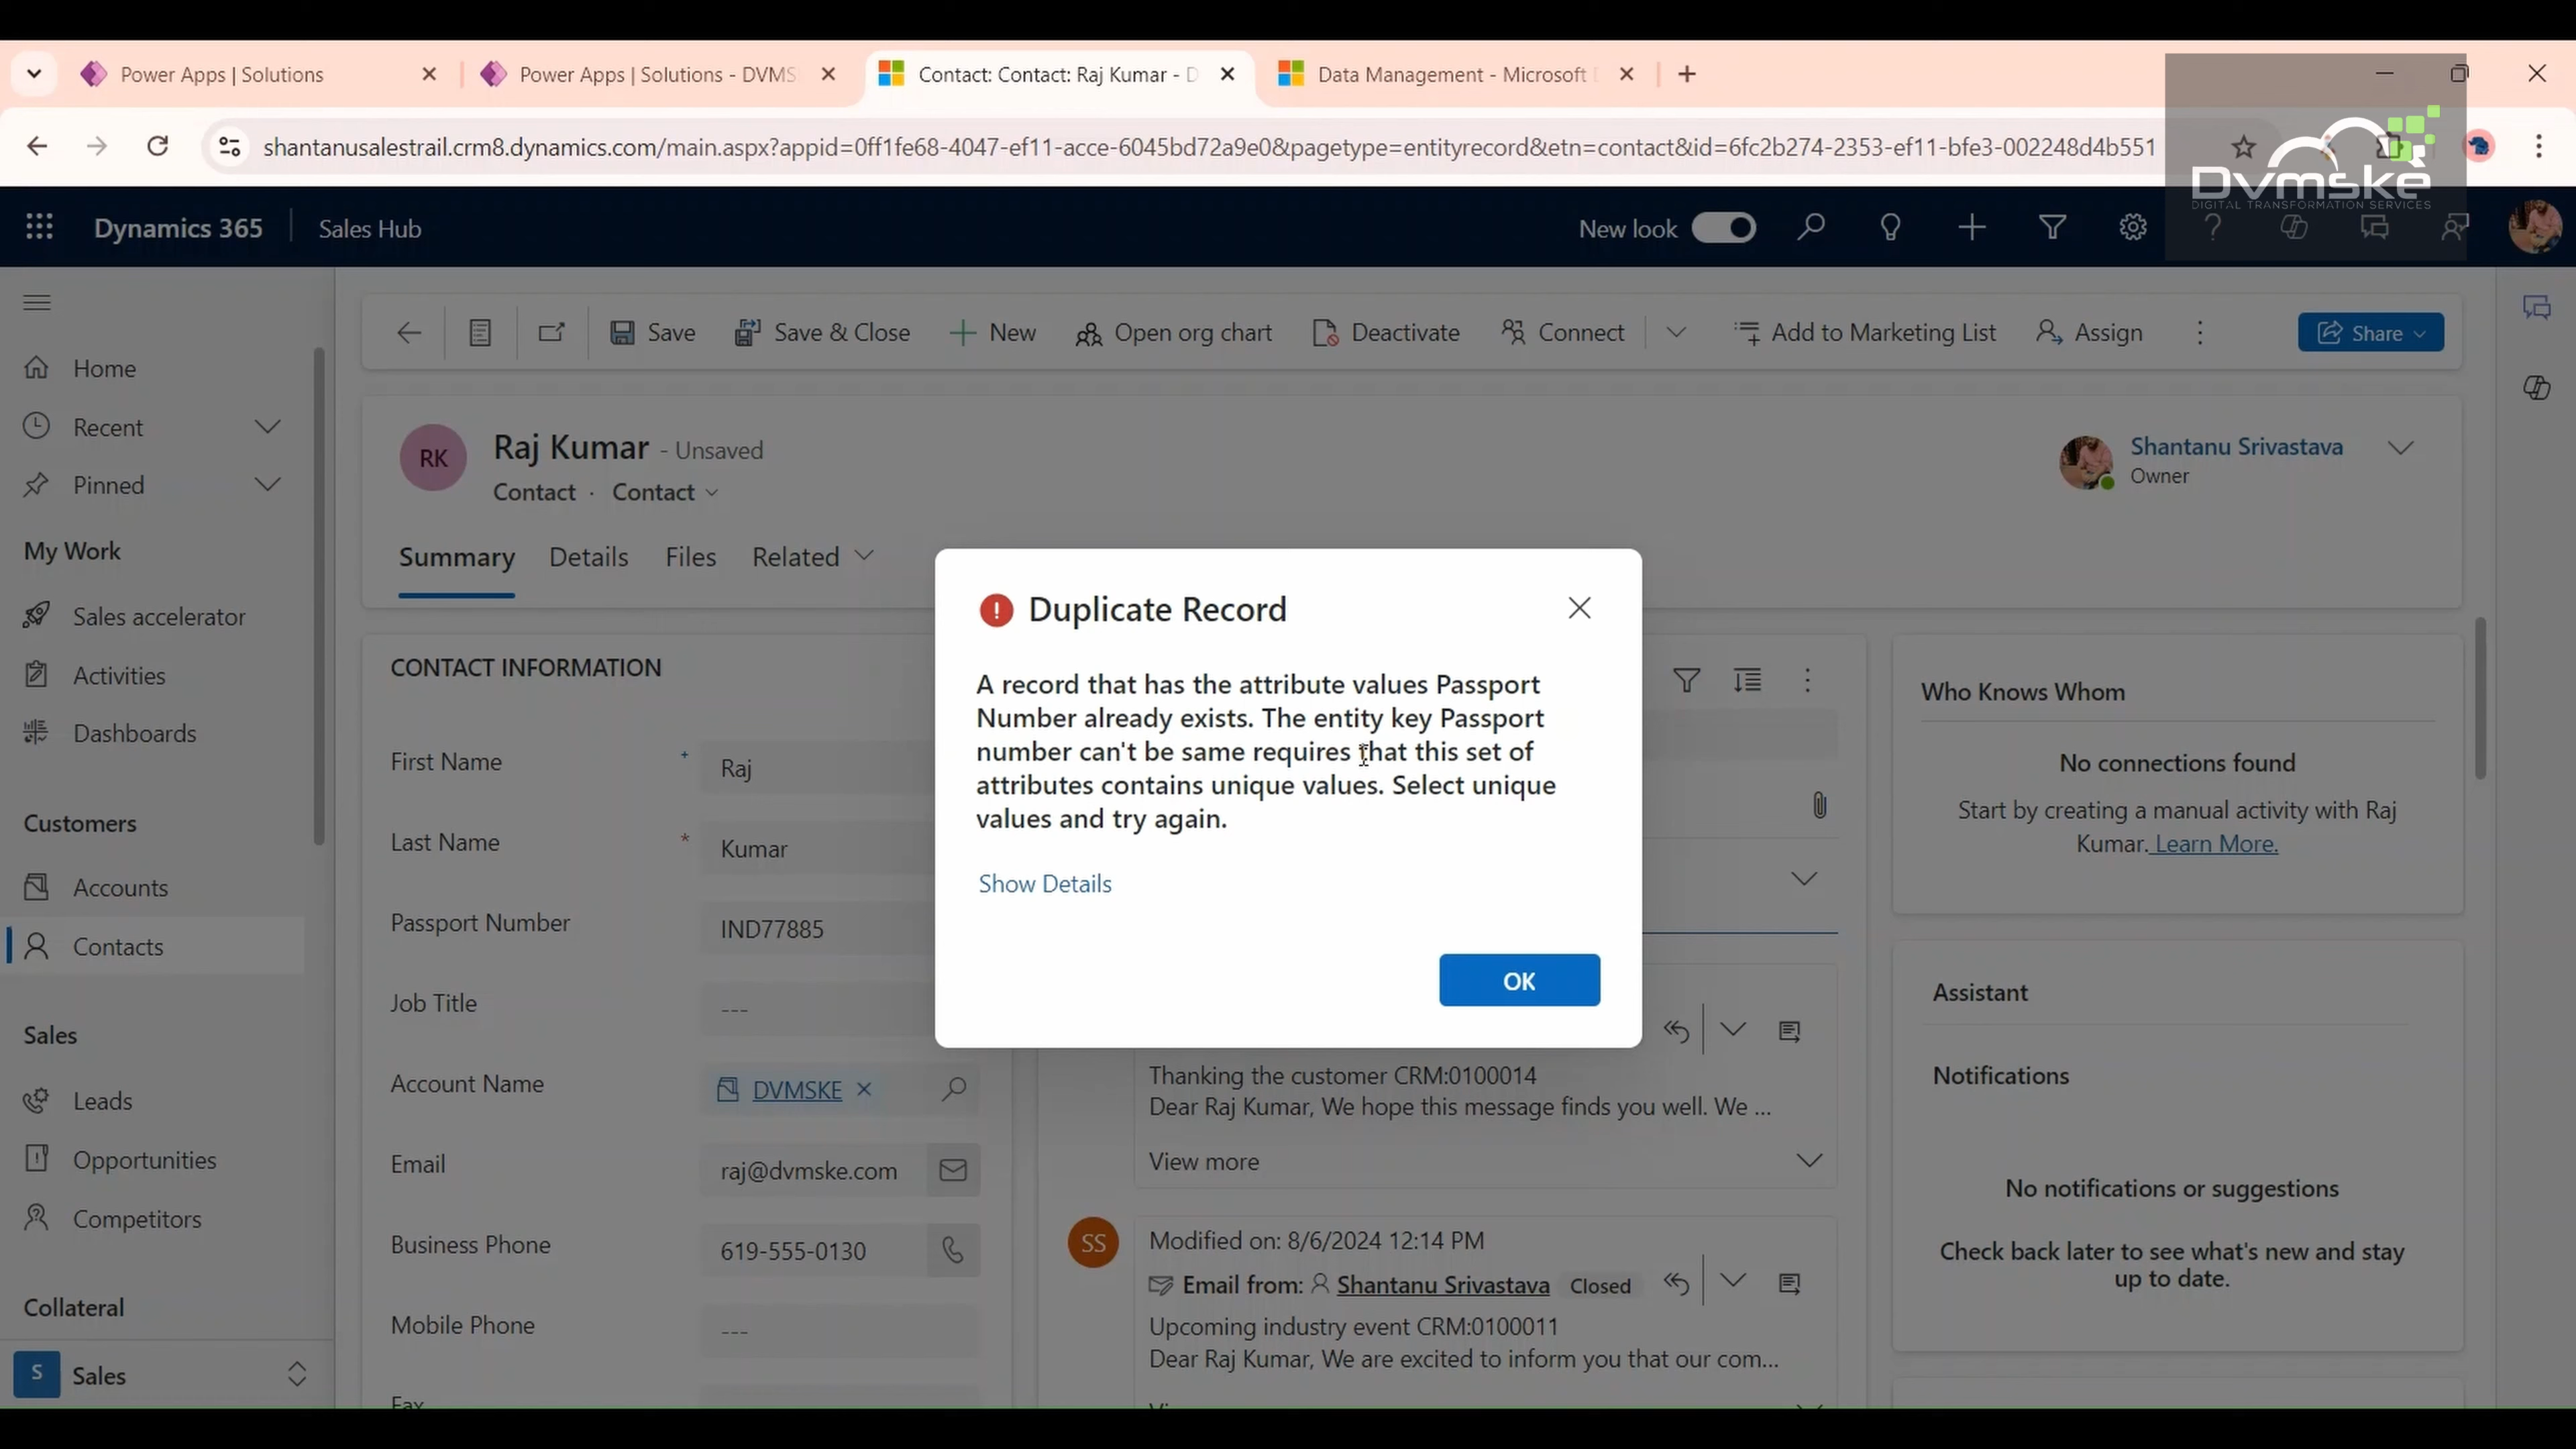 Power Apps | Solutions
Power Apps | Solutions - DVMS
Contact: Contact: Raj Kumar - D
Data Management - Microsoft
shantanusalestrail.crm8.dynamics.com/main.aspx?appid=0ff1fe68-4047-ef11-acce-6045bd72a9e0&pagetype=entityrecord&etn=contact&id=6fc2b274-2353-ef11-bfe3-002248d4b551
Dvmske
DIGITAL TRANSFORMATION SERVICES
Dynamics 365
Sales Hub
New look
Save
Save & Close
New
Open org chart
Deactivate
Connect
Add to Marketing List
Assign
Share
Home
Recent
Pinned
My Work
Sales accelerator
Activities
Dashboards
Customers
Accounts
Contacts
Sales
Leads
Opportunities
Competitors
Collateral
S
Sales
RK
Raj Kumar - Unsaved
Contact · Contact
Shantanu Srivastava
Owner
Summary
Details
Files
Related
CONTACT INFORMATION
First Name
+
Raj
Last Name
*
Kumar
Passport Number
IND77885
Job Title
---
Account Name
DVMSKE
Email
raj@dvmske.com
Business Phone
619-555-0130
Mobile Phone
---
Fax
Duplicate Record
A record that has the attribute values Passport
Number already exists. The entity key Passport
number can't be same requires that this set of
attributes contains unique values. Select unique
values and try again.
Show Details
OK
Thanking the customer CRM:0100014
Dear Raj Kumar, We hope this message finds you well. We ...
View more
SS
Modified on: 8/6/2024 12:14 PM
Email from: Shantanu Srivastava Closed
Upcoming industry event CRM:0100011
Dear Raj Kumar, We are excited to inform you that our com...
Who Knows Whom
No connections found
Start by creating a manual activity with Raj
Kumar. Learn More.
Assistant
Notifications
No notifications or suggestions
Check back later to see what's new and stay
up to date.